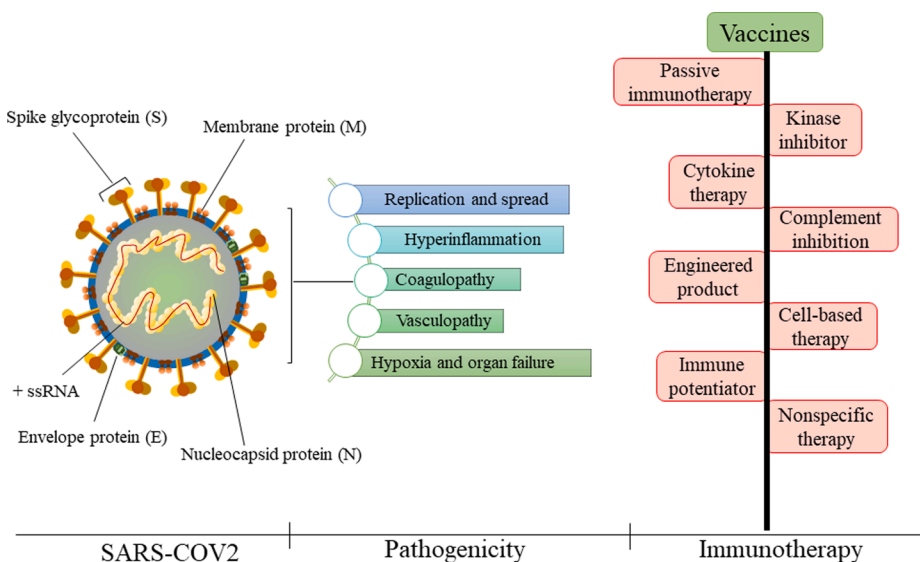 Spike glycoprotein (S)
Membrane protein (M)
+ ssRNA
Envelope protein (E)
Nucleocapsid protein (N)
Replication and spread
Hyperinflammation
Coagulopathy
Vasculopathy
Hypoxia and organ failure
Vaccines
Passive
immunotherapy
Kinase
inhibitor
Cytokine
therapy
Complement
inhibition
Engineered
product
Cell-based
therapy
Immune
potentiator
Nonspecific
therapy
SARS-COV2
Pathogenicity
Immunotherapy